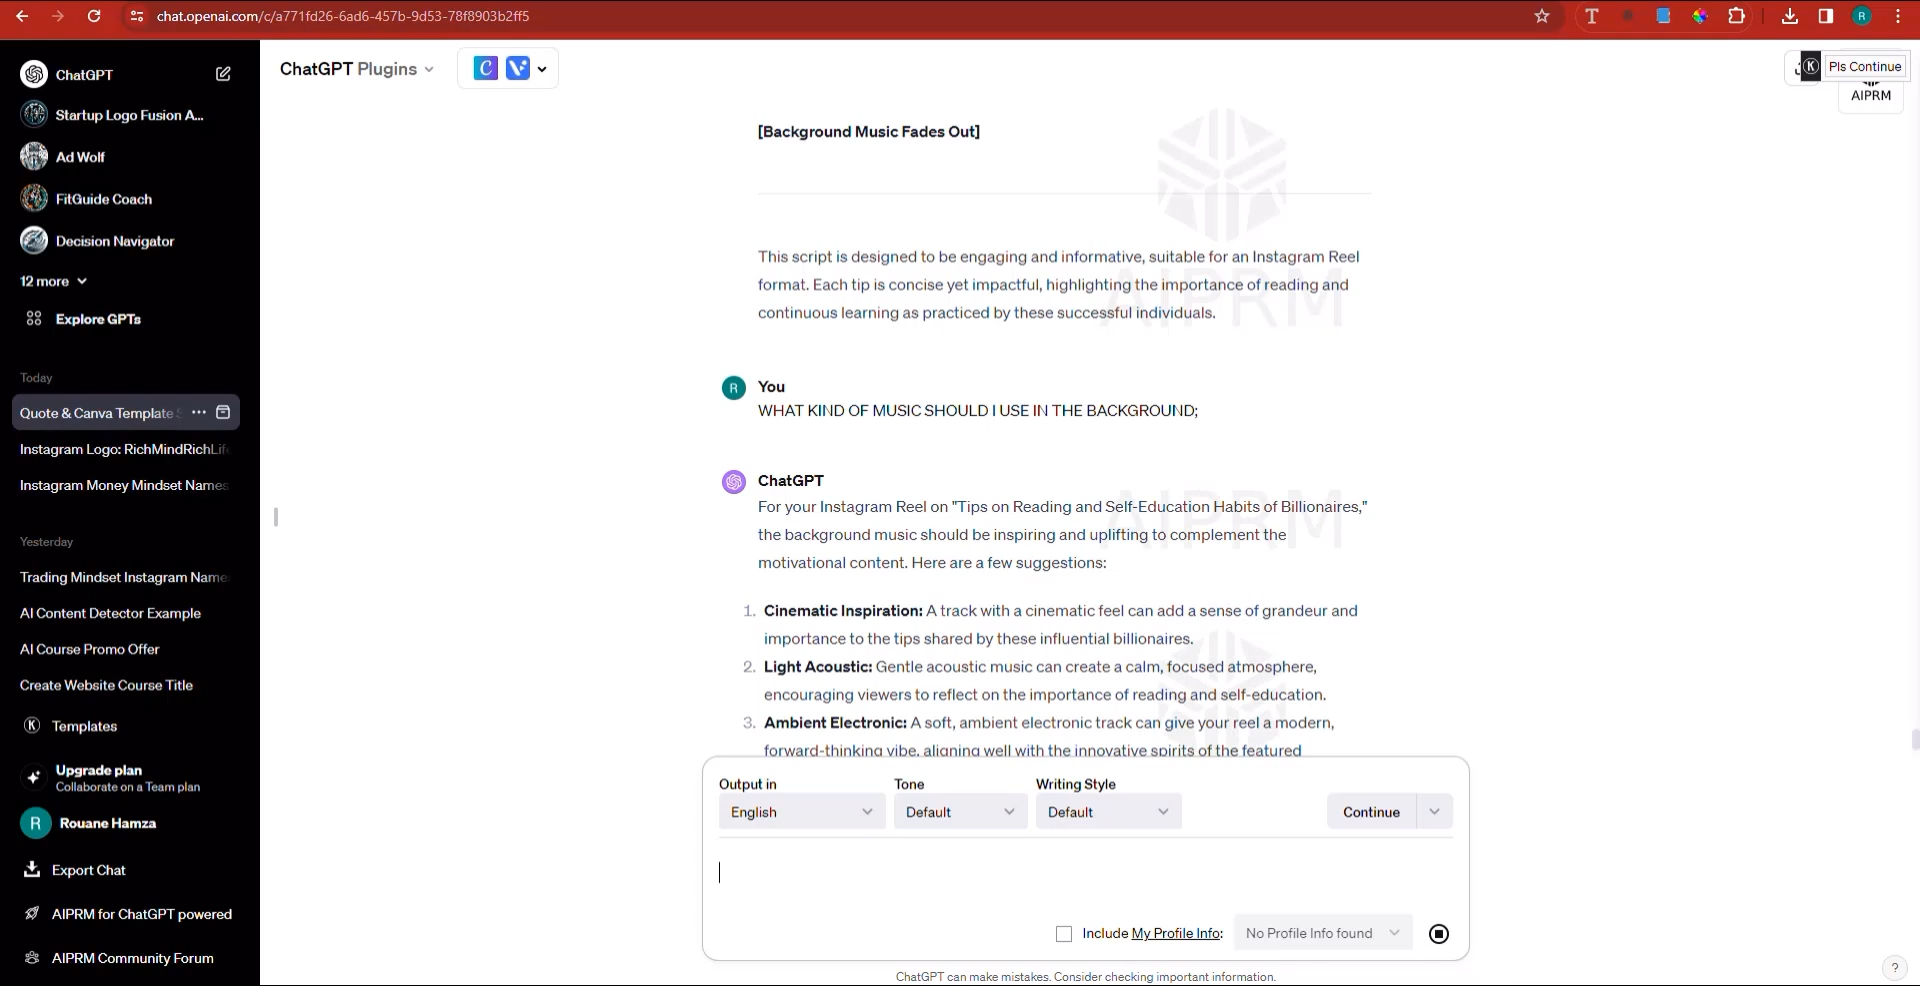 chat.openai.com/c/a771fd26-6ad6-457b-9d53-78f8903b2ff5
T
R
ChatGPT
Startup Logo Fusion A...
Ad Wolf
FitGuide Coach
Decision Navigator
12 more
Explore GPTs
Today
Quote & Canva Template
Instagram Logo: RichMindRichLif
Instagram Money Mindset Names
Yesterday
Trading Mindset Instagram Name
AI Content Detector Example
AI Course Promo Offer
Create Website Course Title
K Templates
Upgrade plan
Collaborate on a Team plan
R Rouane Hamza
Export Chat
AIPRM for ChatGPT powered
AIPRM Community Forum
ChatGPT Plugins
C
K Pls Continue
AIPRM
[Background Music Fades Out]
This script is designed to be engaging and informative, suitable for an Instagram Reel
format. Each tip is concise yet impactful, highlighting the importance of reading and
continuous learning as practiced by these successful individuals.
AIPRM
R You
WHAT KIND OF MUSIC SHOULD I USE IN THE BACKGROUND;
ChatGPT
For your Instagram Reel on "Tips on Reading and Self-Education Habits of Billionaires,"
the background music should be inspiring and uplifting to complement the
motivational content. Here are a few suggestions:
AIPRM
1. Cinematic Inspiration: A track with a cinematic feel can add a sense of grandeur and
importance to the tips shared by these influential billionaires.
2. Light Acoustic: Gentle acoustic music can create a calm, focused atmosphere,
encouraging viewers to reflect on the importance of reading and self-education.
3. Ambient Electronic: A soft, ambient electronic track can give your reel a modern,
forward-thinking vibe, aligning well with the innovative spirits of the featured
Output in
Tone
Writing Style
English
Default
Default
Continue
Include My Profile Info:
No Profile Info found
ChatGPT can make mistakes. Consider checking important information.
?